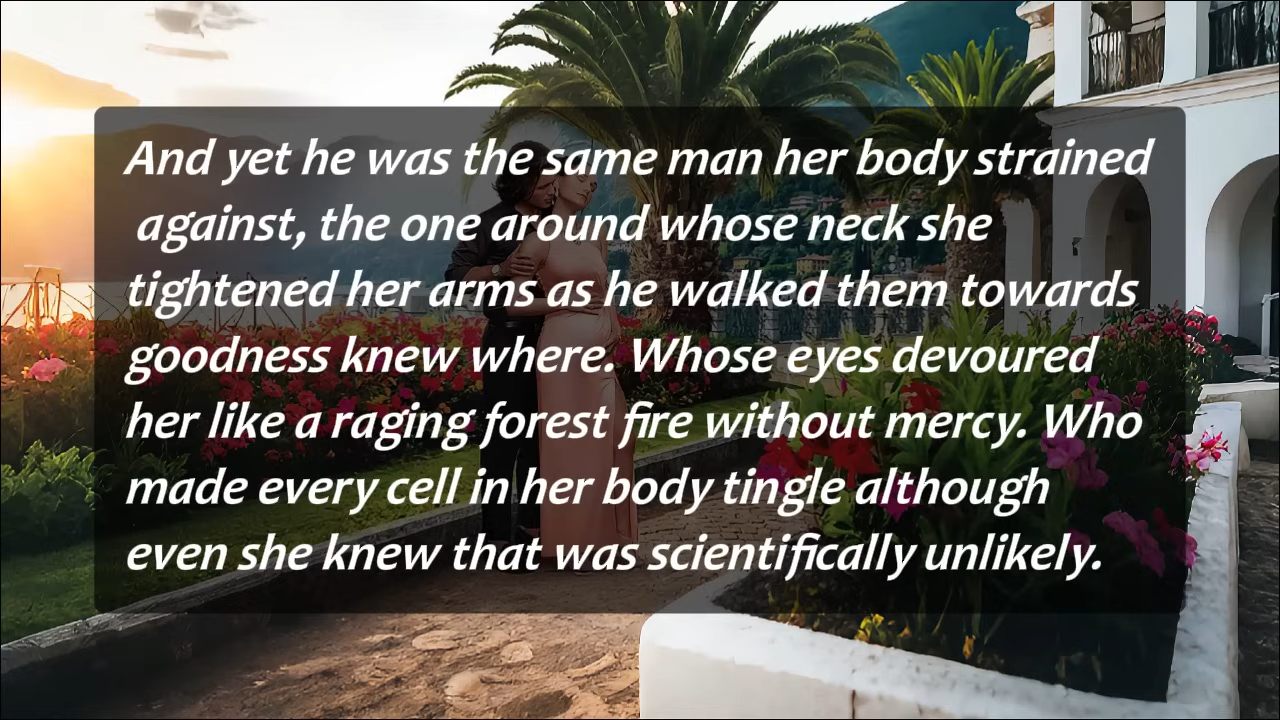 And yet he was the same man her body strained
against, the one around whose neck she
tightened her arms as he walked them towards
goodness knew where. Whose eyes devoured
her like a raging forest fire without mercy. Who
made every cell in her body tingle although
even she knew that was scientifically unlikely.